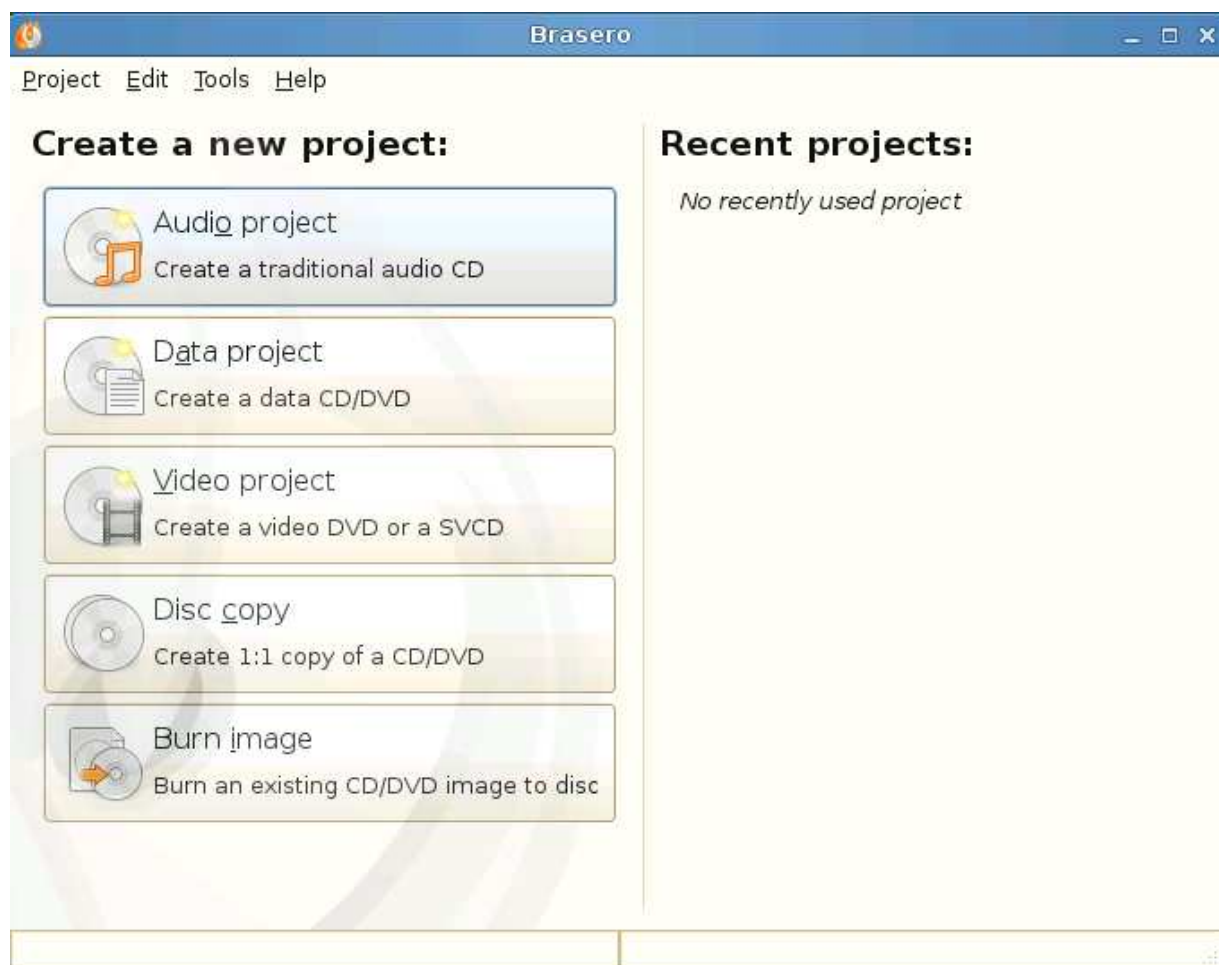 Brasero
Project Edit Tools Help
Create a new project:
Audio project
Create a traditional audio CD
Data project
Create a data CD/DVD
Video project
Create a video DVD or a SVCD
Disc copy
Create 1:1 copy of a CD/DVD
Burn image
Burn an existing CD/DVD image to disc
Recent projects:
No recently used project